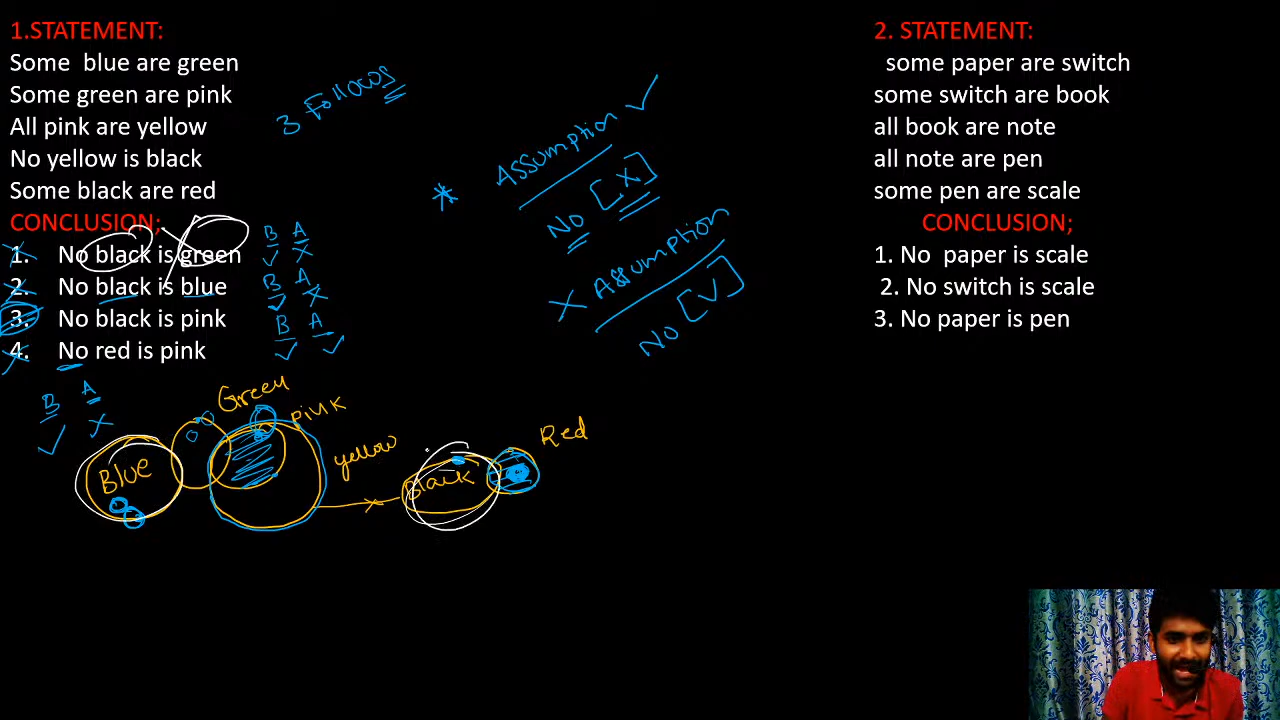 1.STATEMENT:
Some blue are green
Some green are pink
All pink are yellow
No yellow is black
Some black are red
CONCLUSION;
1. No black is green
2. No black is blue
3. No black is pink
4. No red is pink
B A
B A
B A
B A
3 Follows
* Assumption ✓
No [X]
X Assumption
No [✓]
Green
pink
yellow
Blue
Black
Red
2. STATEMENT:
some paper are switch
some switch are book
all book are note
all note are pen
some pen are scale
CONCLUSION;
1. No paper is scale
2. No switch is scale
3. No paper is pen